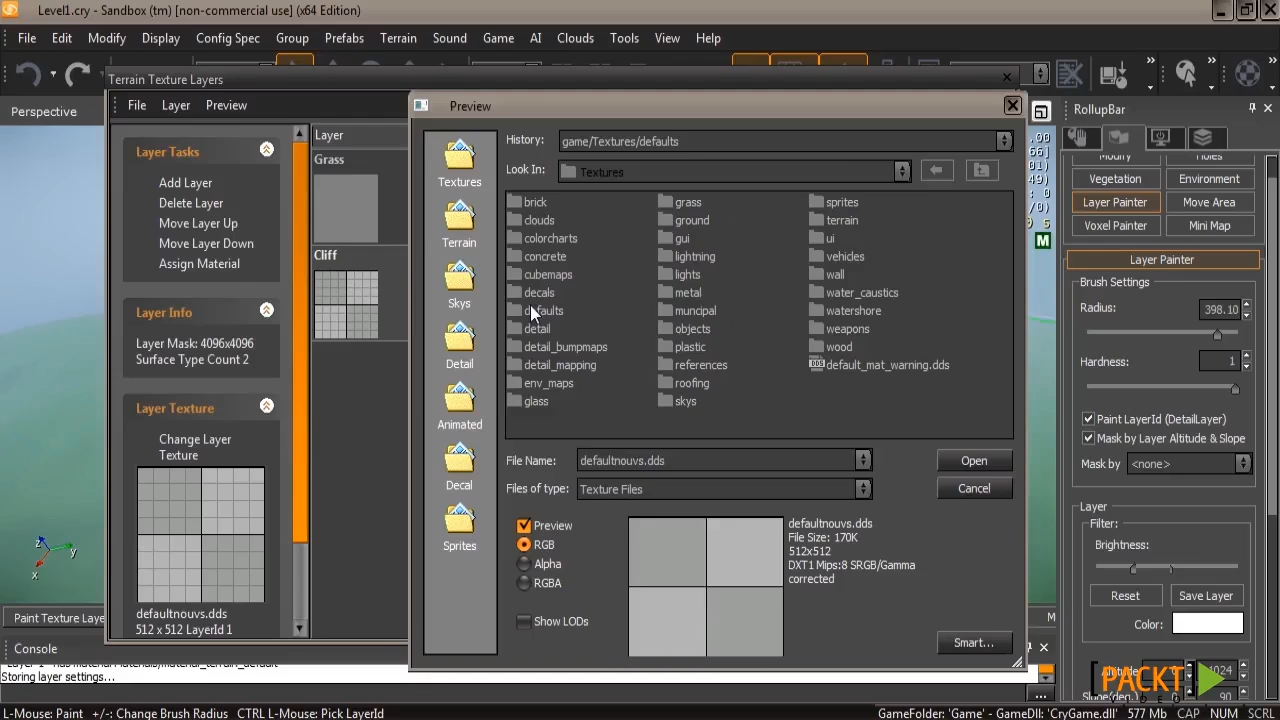 Level1.cry - Sandbox (tm) [non-commercial use] (x64 Edition)
File Edit Modify Display Config Spec Group Prefabs Terrain Sound Game AI Clouds Tools View Help
Perspective
Terrain Texture Layers
File Layer Preview
Layer Tasks
Add Layer
Delete Layer
Move Layer Up
Move Layer Down
Assign Material
Layer Info
Layer Mask: 4096x4096
Surface Type Count 2
Layer Texture
Change Layer
Texture
defaultnouvs.dds
512 x 512 LayerId 1
Layer
Grass
Cliff
Preview
Textures
Terrain
Skys
Detail
Animated
Decal
Sprites
History: game/Textures/defaults
Look In: Textures
brick
clouds
colorcharts
concrete
cubemaps
decals
defaults
detail
detail_bumpmaps
detail_mapping
env_maps
glass
grass
ground
gui
lightning
lights
metal
muncipal
objects
plastic
references
roofing
skys
sprites
terrain
ui
vehicles
wall
water_caustics
watershore
weapons
wood
default_mat_warning.dds
File Name: defaultnouvs.dds
Open
Files of type: Texture Files
Cancel
Preview
RGB
Alpha
RGBA
Show LODs
defaultnouvs.dds
File Size: 170K
512x512
DXT1 Mips:8 SRGB/Gamma
corrected
Smart...
M
RollupBar
Modify Holes
Vegetation Environment
Layer Painter Move Area
Voxel Painter Mini Map
Layer Painter
Brush Settings
Radius: 398.10
Hardness: 1
Paint LayerId (DetailLayer)
Mask by Layer Altitude & Slope
Mask by <none>
Layer
Filter:
Brightness:
Reset Save Layer
Color:
Altitude 1024
Slope(deg.) 90
PACKT
VIDEO
z
y
x
Paint Texture Laye
M
Console
Storing layer settings...
L-Mouse: Paint +/-: Change Brush Radius CTRL L-Mouse: Pick LayerId
GameFolder: 'Game' - GameDll: 'CryGame.dll' 577 Mb CAP NUM SCRL